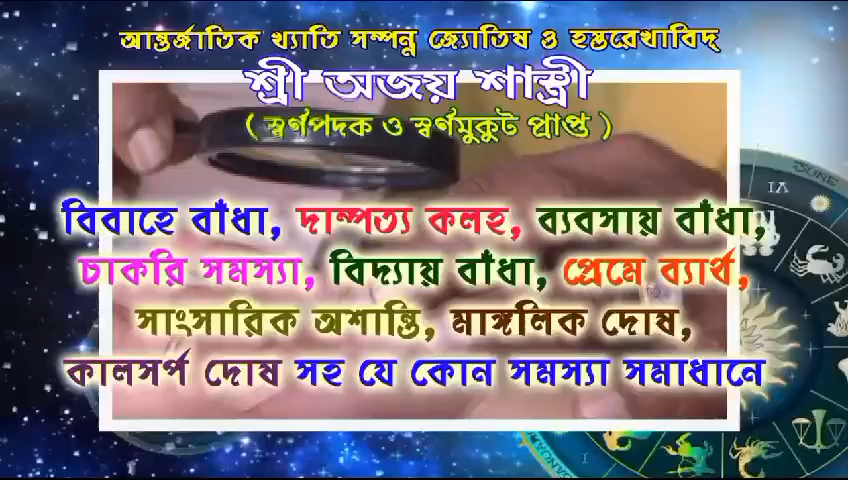 আন্তর্জাতিক খ্যাতি সম্পন্ন জ্যোতিষ ও হস্তরেখাবিদ্
শ্রী অজয় শাস্ত্রী
( স্বর্ণপদক ও স্বর্ণমুকুট প্রাপ্ত )
বিবাহে বাঁধা, দাম্পত্য কলহ, ব্যবসায় বাঁধা,
চাকরি সমস্যা, বিদ্যায় বাঁধা, প্রেমে ব্যার্থ,
সাংসারিক অশান্তি, মাঙ্গলিক দোষ,
কালসর্প দোষ সহ যে কোন সমস্যা সমাধানে